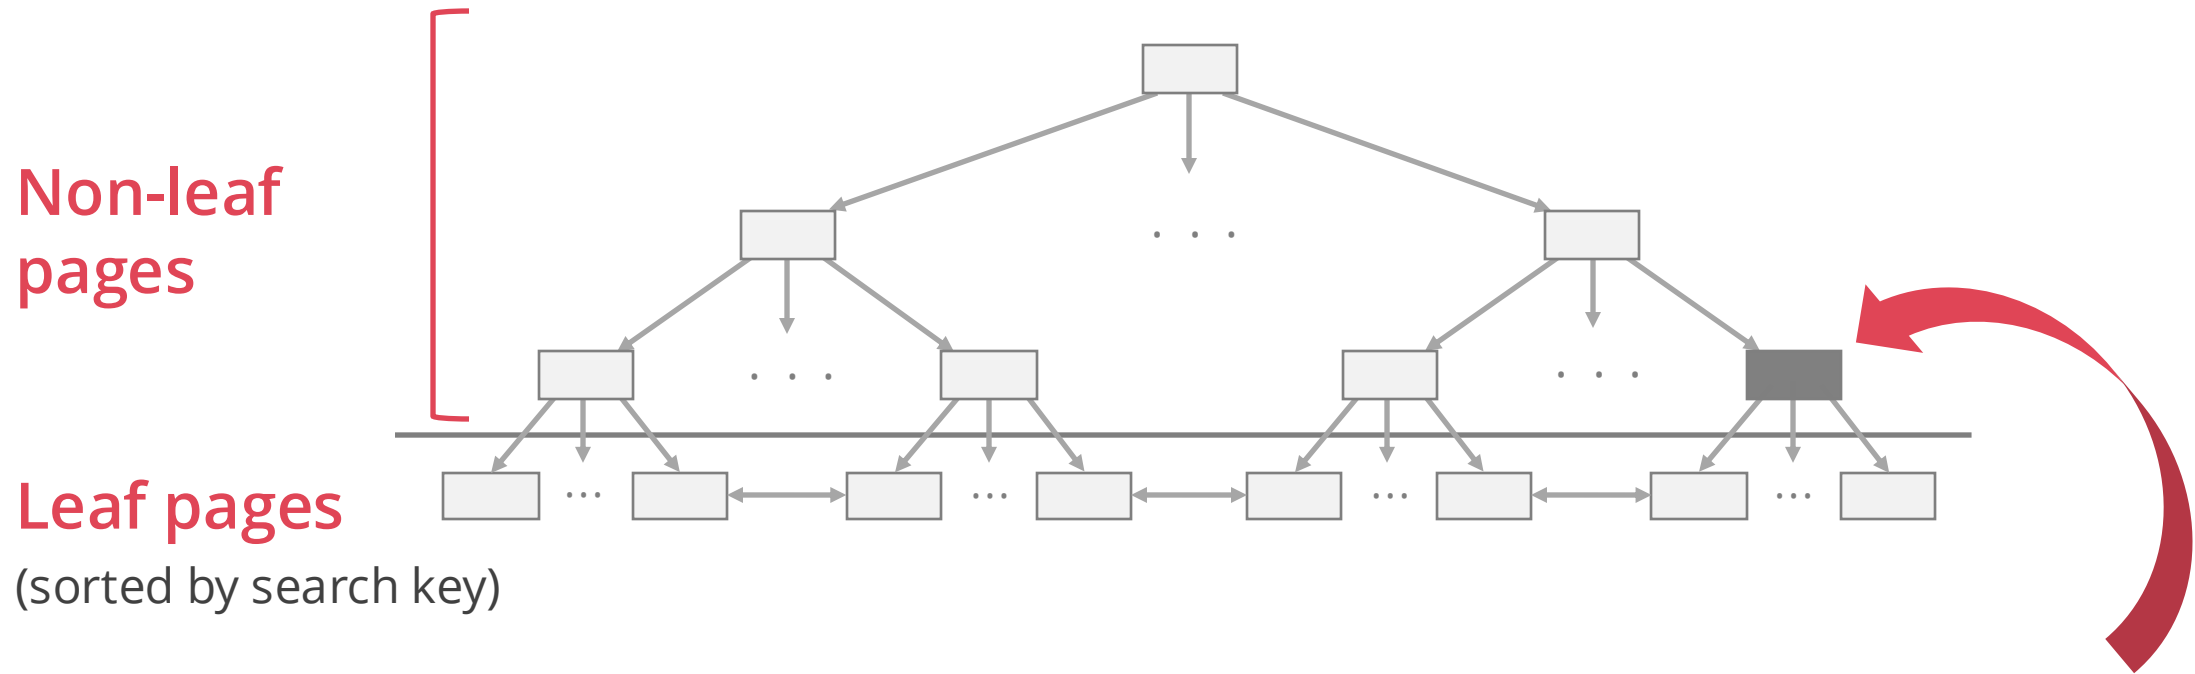 Non-leaf
pages
. . .
. . .
. . .
Leaf pages
...
...
...
...
(sorted by search key)